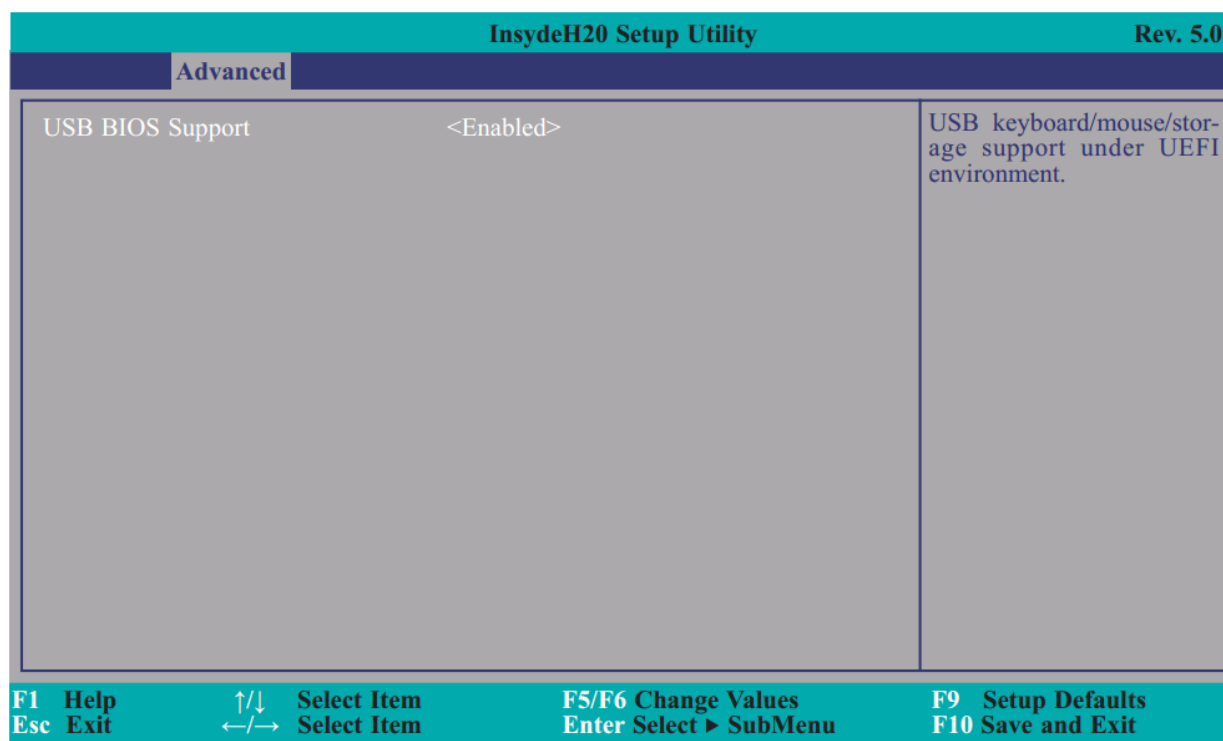 InsydeH20 Setup Utility Rev. 5.0
Advanced
USB BIOS Support <Enabled>
USB keyboard/mouse/stor-
age support under UEFI
environment.
F1 Help ↑/↓ Select Item F5/F6 Change Values F9 Setup Defaults
Esc Exit ←/→ Select Item Enter Select ► SubMenu F10 Save and Exit